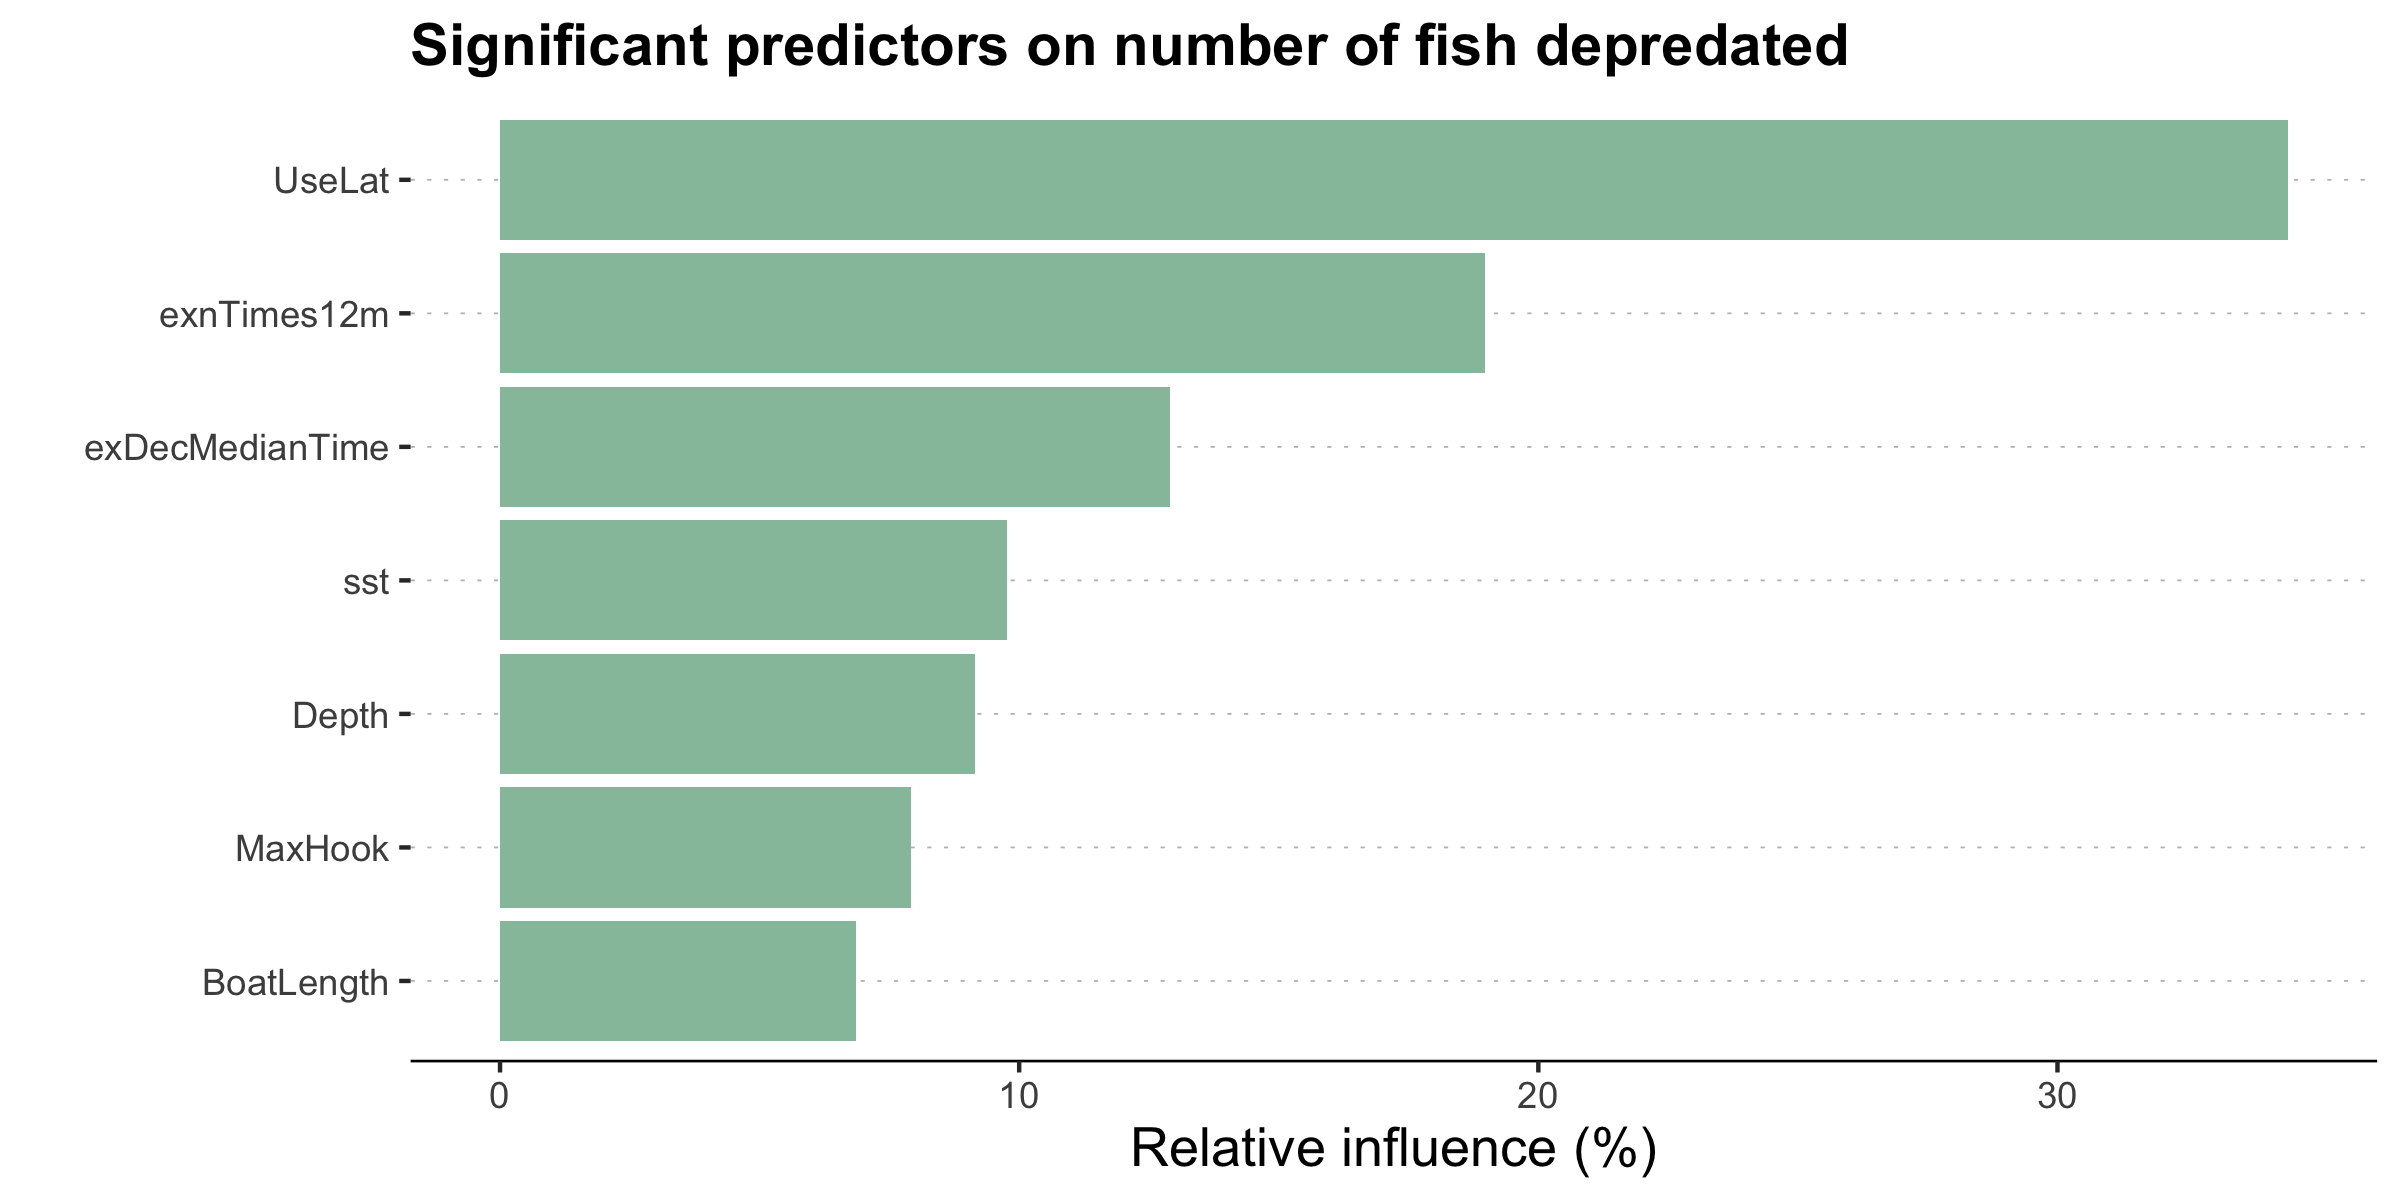 Significant predictors on number of fish depredated
UseLat
exnTimes12m
exDecMedianTime
sst
Depth
MaxHook
BoatLength
0 10 20 30
Relative influence (%)